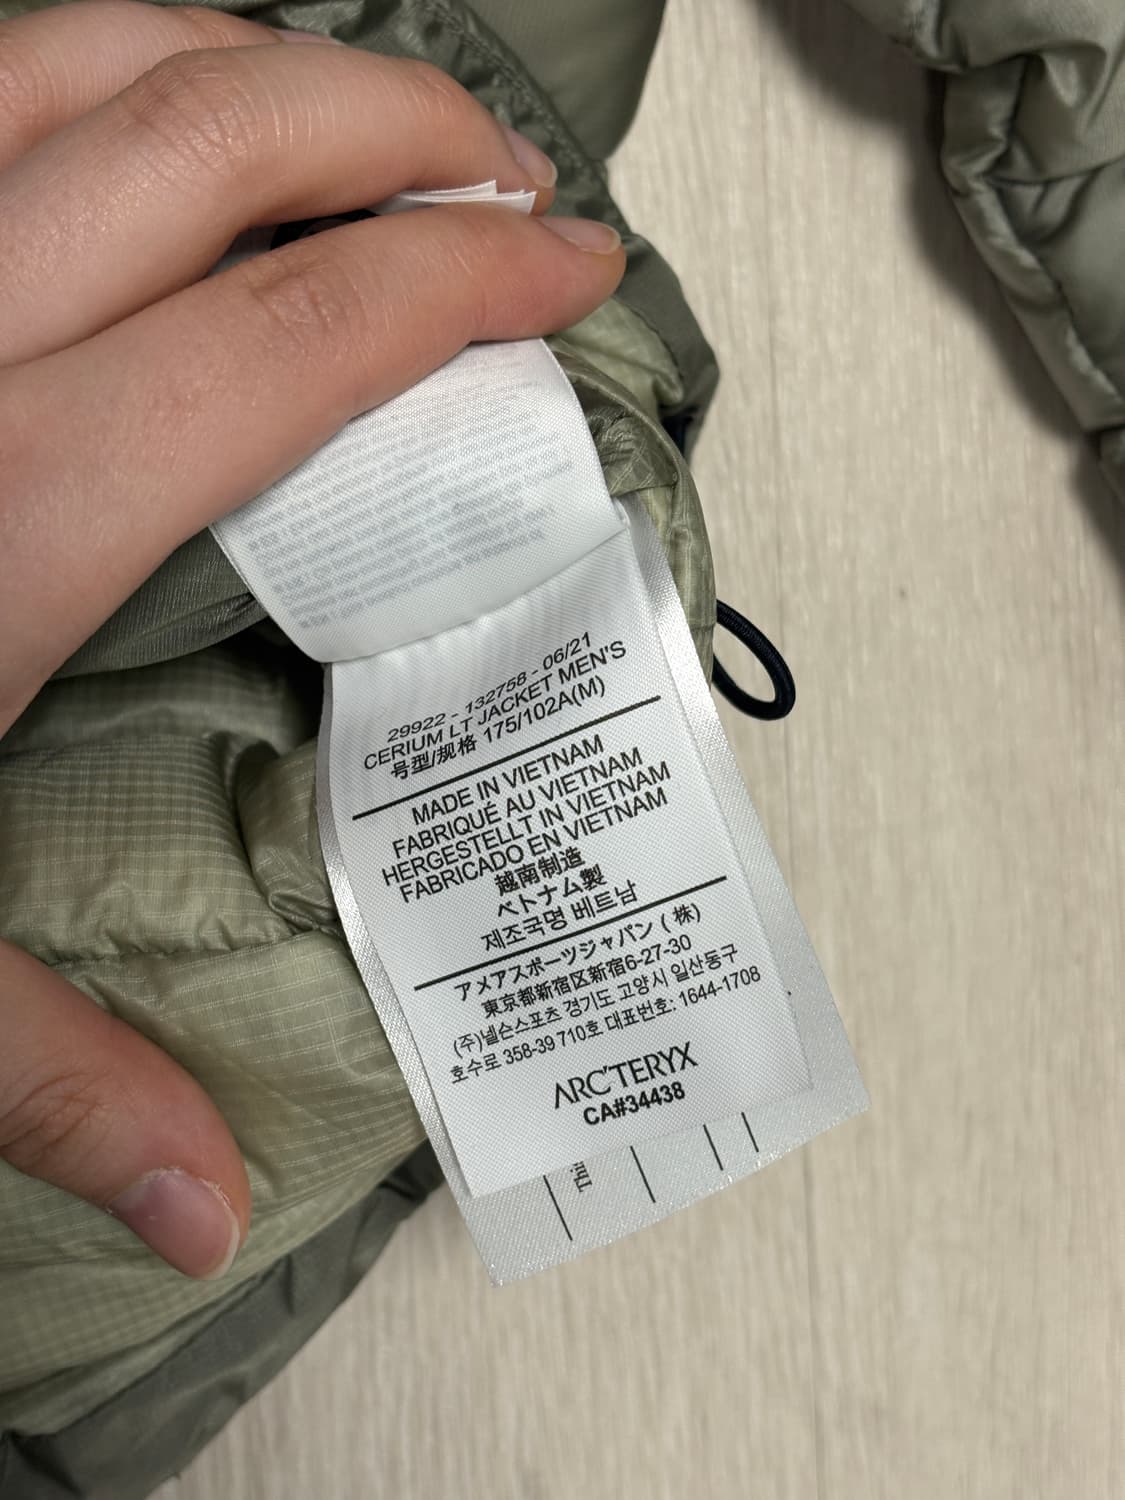 29922 - 132758 - 06/21
CERIUM LT JACKET MEN'S
号型/规格 175/102A(M)
MADE IN VIETNAM
FABRIQUÉ AU VIETNAM
HERGESTELLT IN VIETNAM
FABRICADO EN VIETNAM
越南制造
ベトナム製
제조국명 베트남
アメアスポーツジャパン ( 株)
東京都新宿区新宿6-27-30
(주)넬슨스포츠 경기도 고양시 일산동구
호수로 358-39 710호 대표번호: 1644-1708
ARC'TERYX
CA#34438